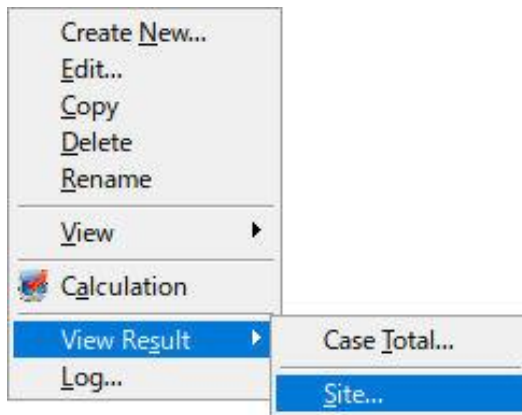 Create New...
Edit...
Copy
Delete
Rename
View
Calculation
View Result
Case Total...
Log...
Site...